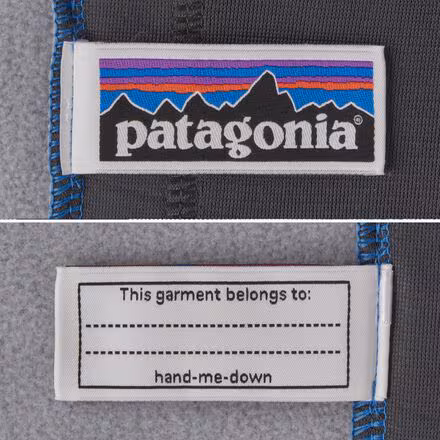 patagonia®
This garment belongs to:
hand-me-down